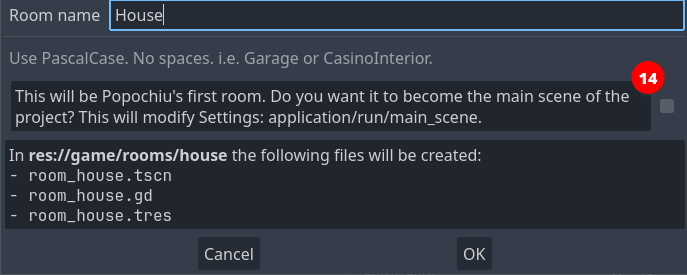 Room name House
Use PascalCase. No spaces. i.e. Garage or CasinoInterior.
14
This will be Popochiu's first room. Do you want it to become the main scene of the
project? This will modify Settings: application/run/main_scene.
In res://game/rooms/house the following files will be created:
- room_house.tscn
- room_house.gd
- room_house.tres
Cancel OK